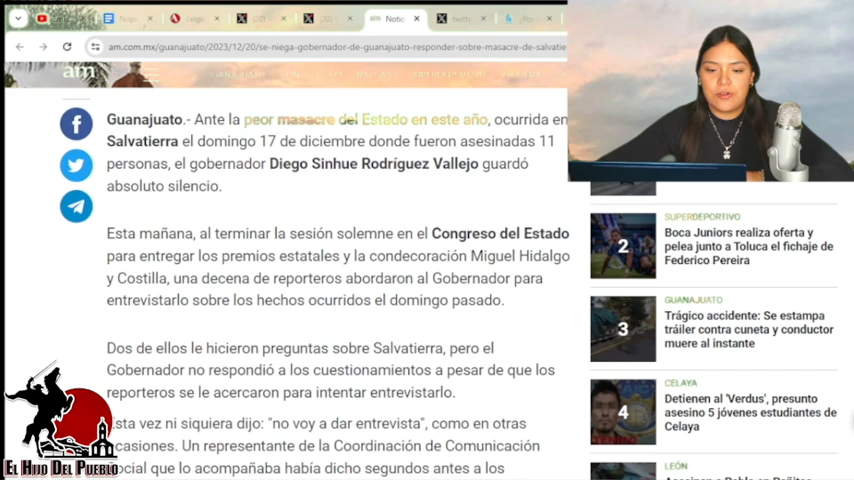 am.com.mx/guanajuato/2023/12/20/se-niega-gobernador-de-guanajuato-responder-sobre-masacre-de-salvatie
am
Guanajuato.- Ante la peor masacre del Estado en este año, ocurrida en
Salvatierra el domingo 17 de diciembre donde fueron asesinadas 11
personas, el gobernador Diego Sinhue Rodríguez Vallejo guardó
absoluto silencio.
Esta mañana, al terminar la sesión solemne en el Congreso del Estado
para entregar los premios estatales y la condecoración Miguel Hidalgo
y Costilla, una decena de reporteros abordaron al Gobernador para
entrevistarlo sobre los hechos ocurridos el domingo pasado.
Dos de ellos le hicieron preguntas sobre Salvatierra, pero el
Gobernador no respondió a los cuestionamientos a pesar de que los
reporteros se le acercaron para intentar entrevistarlo.
Esta vez ni siquiera dijo: "no voy a dar entrevista", como en otras
ocasiones. Un representante de la Coordinación de Comunicación
Social que lo acompañaba había dicho segundos antes a los
SUPERDEPORTIVO
2
Boca Juniors realiza oferta y
pelea junto a Toluca el fichaje de
Federico Pereira
GUANAJUATO
3
Trágico accidente: Se estampa
tráiler contra cuneta y conductor
muere al instante
CELAYA
4
Detienen al 'Verdus', presunto
asesino 5 jóvenes estudiantes de
Celaya
LEÓN
EL HIJO DEL PUEBLO